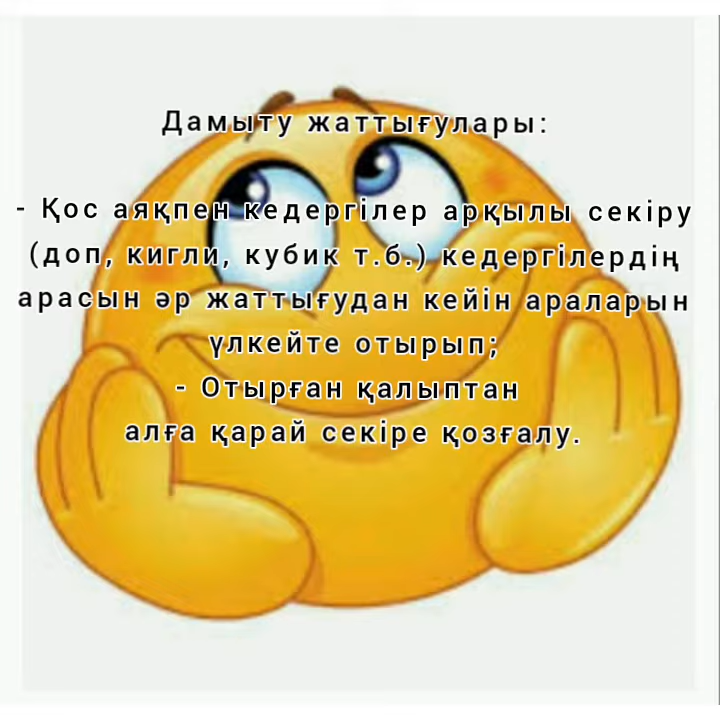 Дамыту жаттығулары:
- Қос аяқпен кедергілер арқылы секіру
(доп, кигли, кубик т.б.) кедергілердің
арасын әр жаттығудан кейін араларын
үлкейте отырып;
- Отырған қалыптан
алға қарай секіре қозғалу.